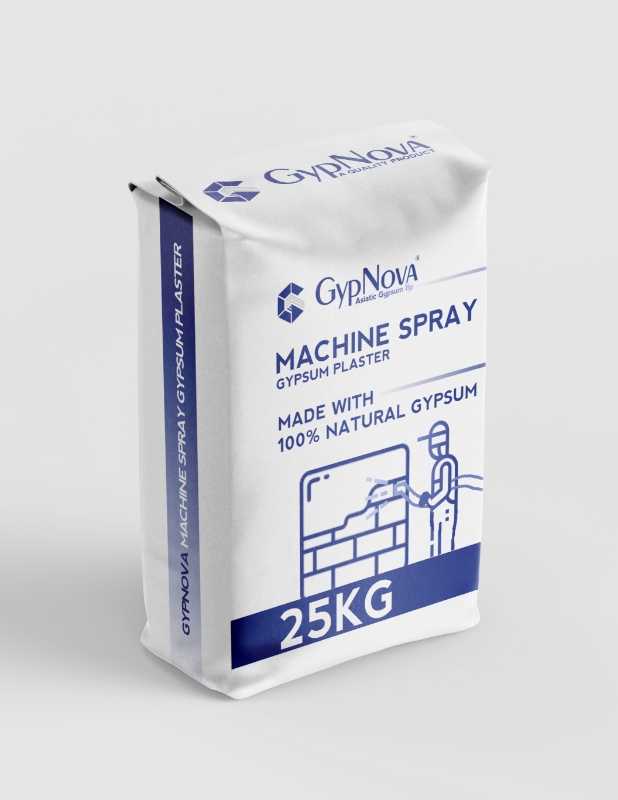 GYPNOVA
A QUALITY PRODUCT
GYPNOVA®
Asiatic Gypsum llp
MACHINE SPRAY
GYPSUM PLASTER
MADE WITH
100% NATURAL GYPSUM
25KG
GYPNOVA MACHINE SPRAY GYPSUM PLASTER